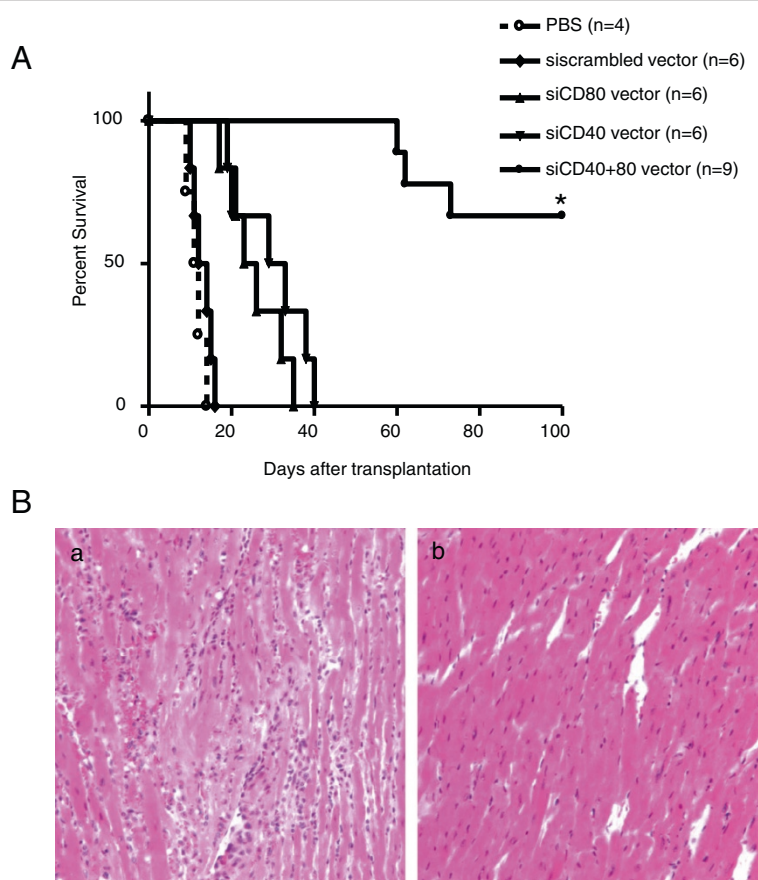 A
PBS (n=4)
siscrambled vector (n=6)
siCD80 vector (n=6)
siCD40 vector (n=6)
siCD40+80 vector (n=9)
100
50
0
Percent Survival
*
0 20 40 60 80 100
Days after transplantation
B
a b